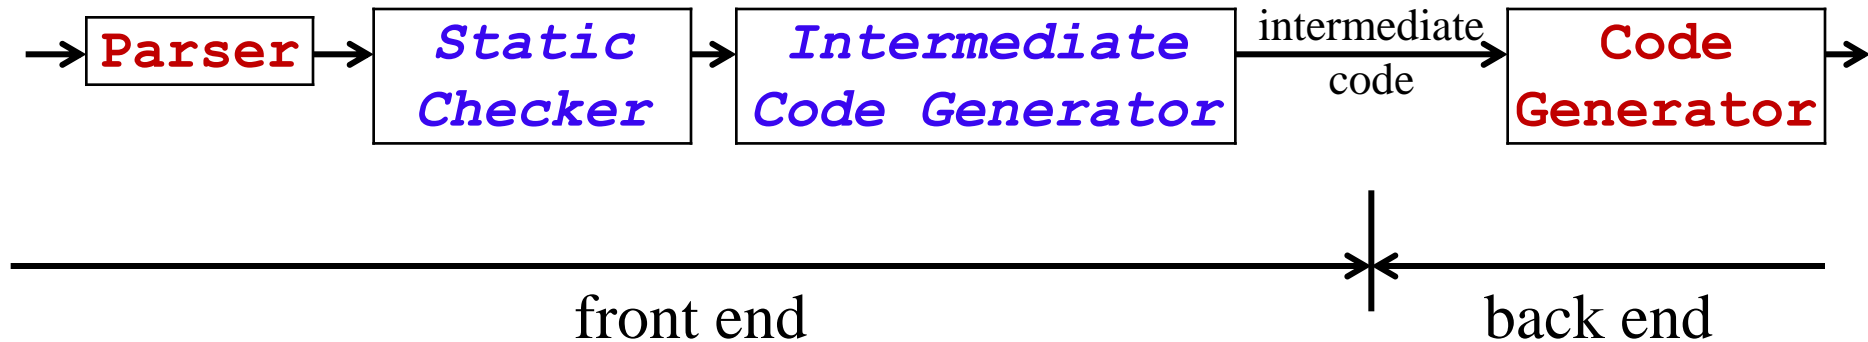 Parser
Static
Checker
Intermediate
Code Generator
intermediate
code
Code
Generator
front end
back end